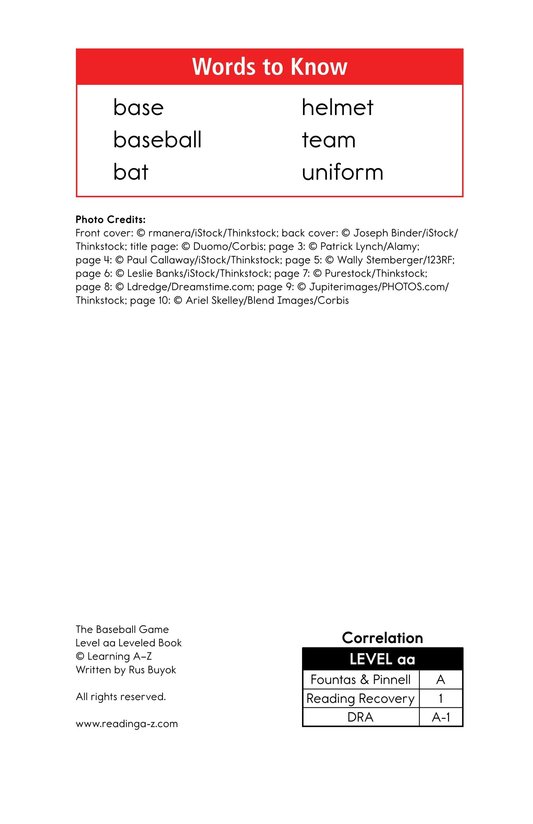 Words to Know
base
baseball
bat
helmet
team
uniform
Photo Credits:
Front cover: © rmanera/iStock/Thinkstock; back cover: © Joseph Binder/iStock/
Thinkstock; title page: © Duomo/Corbis; page 3: © Patrick Lynch/Alamy;
page 4: © Paul Callaway/iStock/Thinkstock; page 5: © Wally Stemberger/123RF;
page 6: © Leslie Banks/iStock/Thinkstock; page 7: © Purestock/Thinkstock;
page 8: © Ldredge/Dreamstime.com; page 9: © Jupiterimages/PHOTOS.com/
Thinkstock; page 10: © Ariel Skelley/Blend Images/Corbis
The Baseball Game
Level aa Leveled Book
© Learning A–Z
Written by Rus Buyok
All rights reserved.
www.readinga-z.com
Correlation
LEVEL aa
Fountas & Pinnell A
Reading Recovery 1
DRA A-1